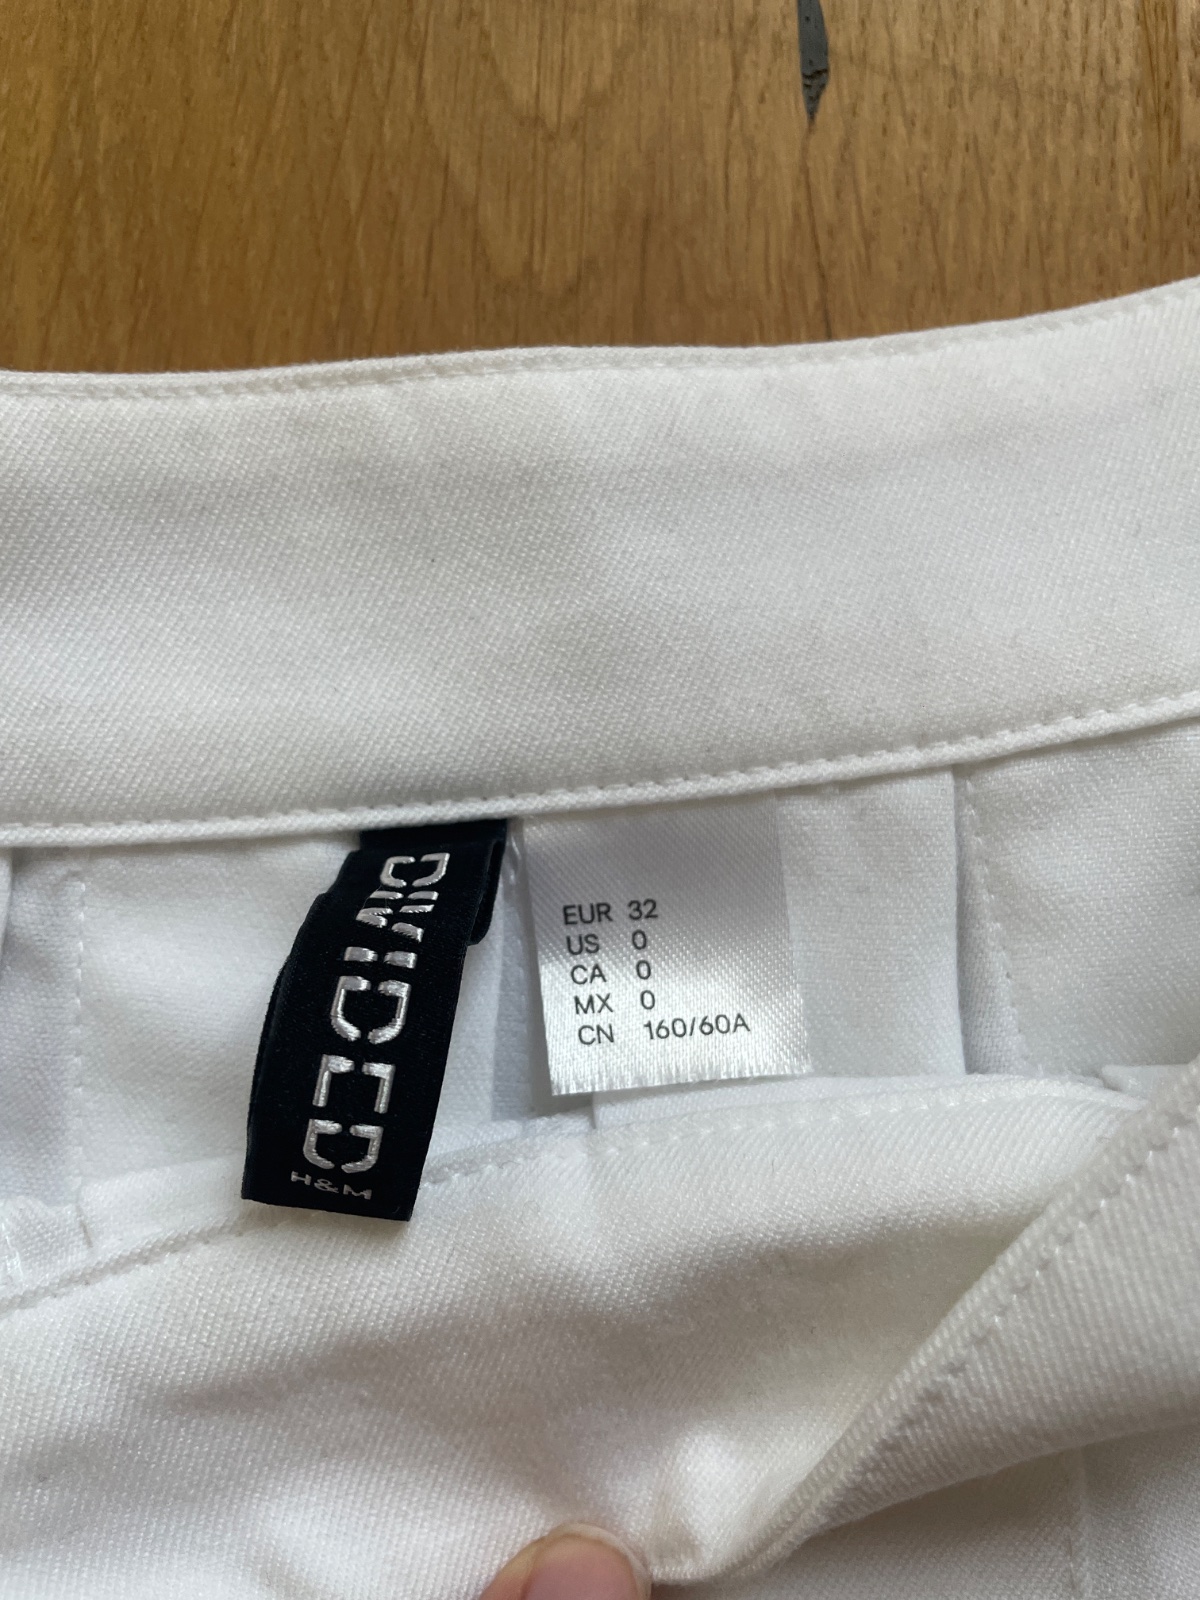 DIVIDED
H&M
EUR 32
US 0
CA 0
MX 0
CN 160/60A